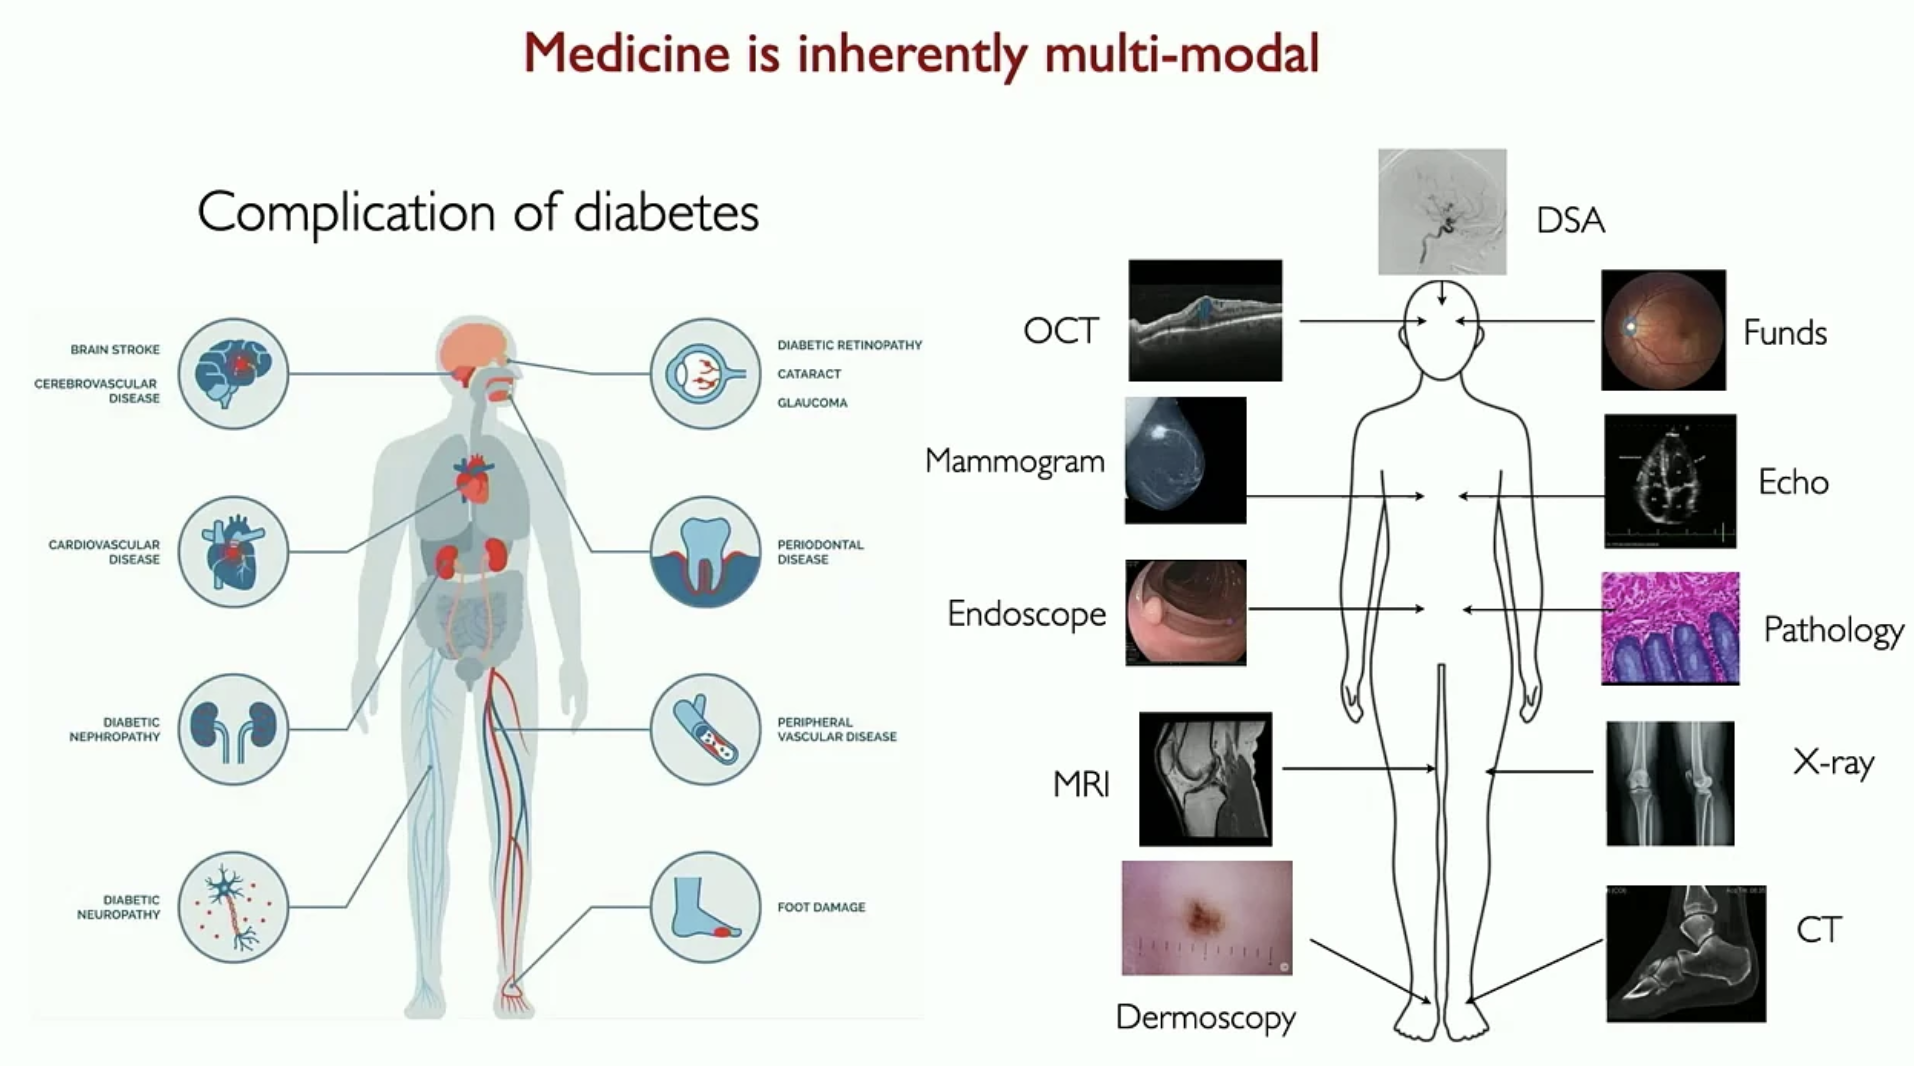 Medicine is inherently multi-modal
Complication of diabetes
BRAIN STROKE
CEREBROVASCULAR
DISEASE
CARDIOVASCULAR
DISEASE
DIABETIC
NEPHROPATHY
DIABETIC
NEUROPATHY
DIABETIC RETINOPATHY
CATARACT
GLAUCOMA
PERIODONTAL
DISEASE
PERIPHERAL
VASCULAR DISEASE
FOOT DAMAGE
DSA
OCT
Funds
Mammogram
Echo
Endoscope
Pathology
MRI
X-ray
Dermoscopy
CT